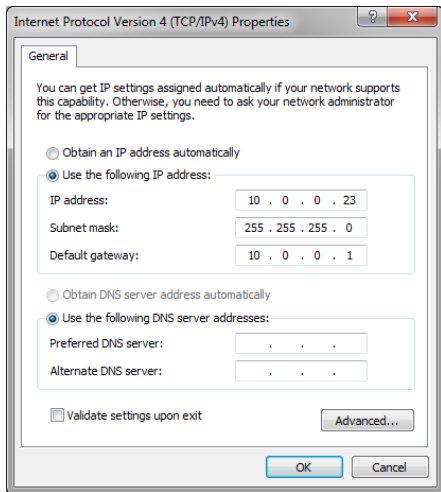 Internet Protocol Version 4 (TCP/IPv4) Properties
?
X
General
You can get IP settings assigned automatically if your network supports
this capability. Otherwise, you need to ask your network administrator
for the appropriate IP settings.
Obtain an IP address automatically
Use the following IP address:
IP address: 10 . 0 . 0 . 23
Subnet mask: 255 . 255 . 255 . 0
Default gateway: 10 . 0 . 0 . 1
Obtain DNS server address automatically
Use the following DNS server addresses:
Preferred DNS server: . . .
Alternate DNS server: . . .
Validate settings upon exit
Advanced...
OK Cancel